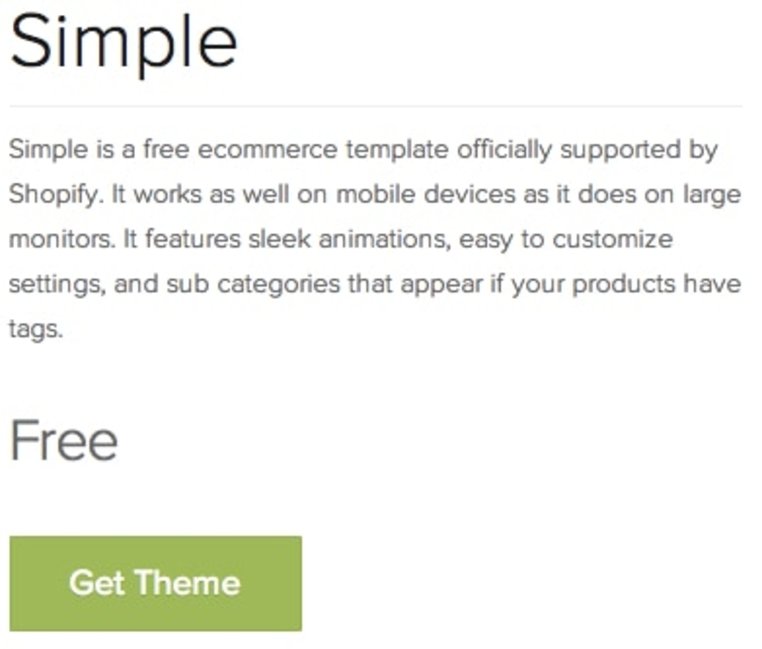 Simple
Simple is a free ecommerce template officially supported by
Shopify. It works as well on mobile devices as it does on large
monitors. It features sleek animations, easy to customize
settings, and sub categories that appear if your products have
tags.
Free
Get Theme